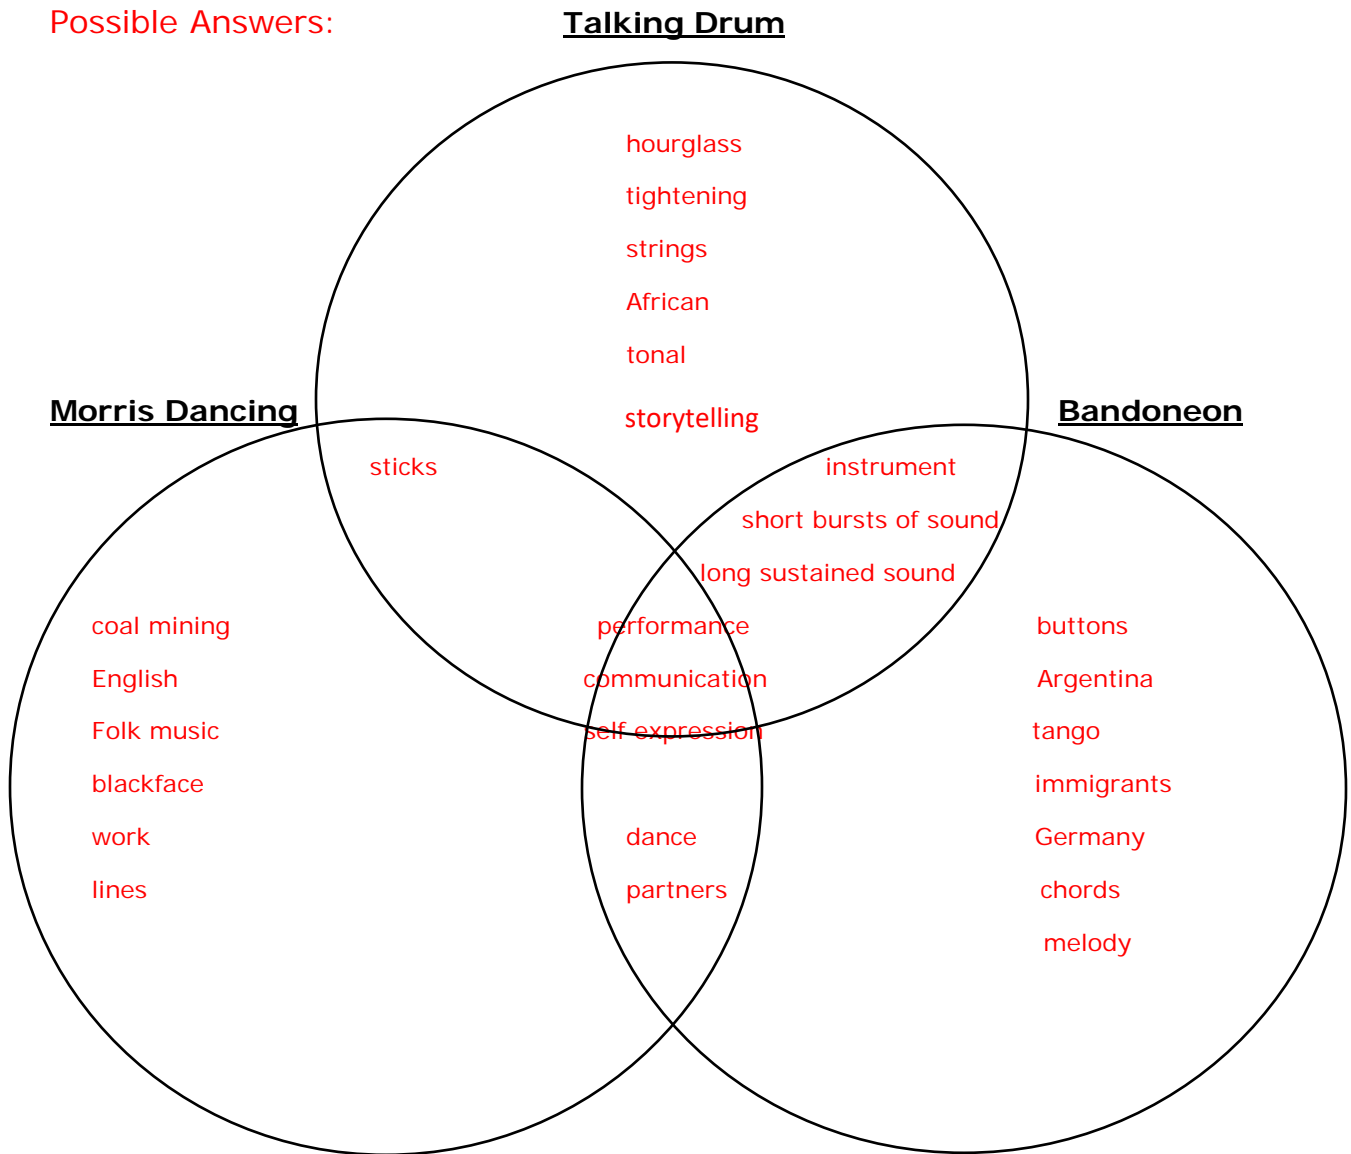 Possible Answers:
Talking Drum
hourglass
tightening
strings
African
tonal
storytelling
Morris Dancing
Bandoneon
sticks
instrument
short bursts of sound
long sustained sound
coal mining
performance
buttons
English
communication
Argentina
Folk music
self expression
tango
blackface
immigrants
work
dance
Germany
lines
partners
chords
melody